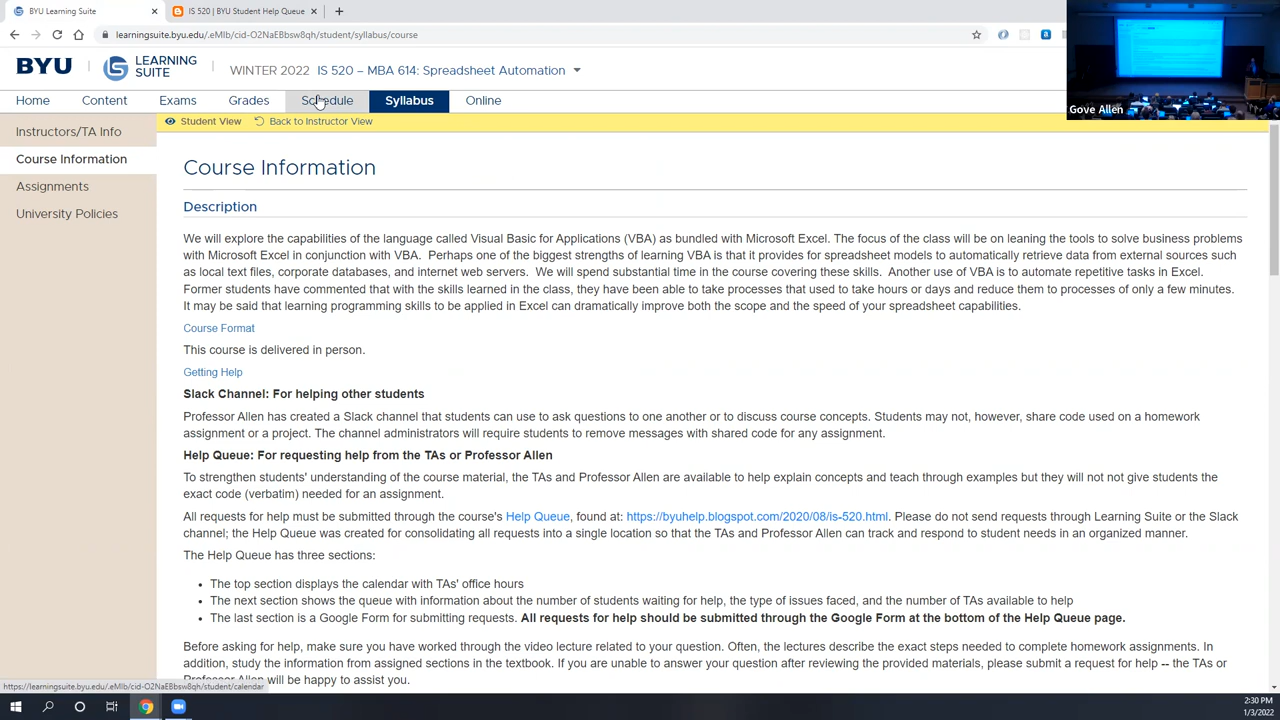 BYU Learning Suite
IS 520 | BYU Student Help Queue
learningsuite.byu.edu/.eMlb/cid-O2NaEBbsw8qh/student/syllabus/course
BYU
LEARNING
SUITE
WINTER 2022 IS 520 – MBA 614: Spreadsheet Automation
Gove Allen
Home Content Exams Grades Schedule Syllabus Online
Student View Back to Instructor View
Instructors/TA Info
Course Information
Assignments
University Policies
Course Information
Description
We will explore the capabilities of the language called Visual Basic for Applications (VBA) as bundled with Microsoft Excel. The focus of the class will be on leaning the tools to solve business problems
with Microsoft Excel in conjunction with VBA. Perhaps one of the biggest strengths of learning VBA is that it provides for spreadsheet models to automatically retrieve data from external sources such
as local text files, corporate databases, and internet web servers. We will spend substantial time in the course covering these skills. Another use of VBA is to automate repetitive tasks in Excel.
Former students have commented that with the skills learned in the class, they have been able to take processes that used to take hours or days and reduce them to processes of only a few minutes.
It may be said that learning programming skills to be applied in Excel can dramatically improve both the scope and the speed of your spreadsheet capabilities.
Course Format
This course is delivered in person.
Getting Help
Slack Channel: For helping other students
Professor Allen has created a Slack channel that students can use to ask questions to one another or to discuss course concepts. Students may not, however, share code used on a homework
assignment or a project. The channel administrators will require students to remove messages with shared code for any assignment.
Help Queue: For requesting help from the TAs or Professor Allen
To strengthen students' understanding of the course material, the TAs and Professor Allen are available to help explain concepts and teach through examples but they will not not give students the
exact code (verbatim) needed for an assignment.
All requests for help must be submitted through the course's Help Queue, found at: https://byuhelp.blogspot.com/2020/08/is-520.html. Please do not send requests through Learning Suite or the Slack
channel; the Help Queue was created for consolidating all requests into a single location so that the TAs and Professor Allen can track and respond to student needs in an organized manner.
The Help Queue has three sections:
• The top section displays the calendar with TAs' office hours
• The next section shows the queue with information about the number of students waiting for help, the type of issues faced, and the number of TAs available to help
• The last section is a Google Form for submitting requests. All requests for help should be submitted through the Google Form at the bottom of the Help Queue page.
Before asking for help, make sure you have worked through the video lecture related to your question. Often, the lectures describe the exact steps needed to complete homework assignments. In
addition, study the information from assigned sections in the textbook. If you are unable to answer your question after reviewing the provided materials, please submit a request for help -- the TAs or
Professor Allen will be happy to assist you.
https://learningsuite.byu.edu/.eMlb/cid-O2NaEBbsw8qh/student/calendar
2:30 PM
1/3/2022